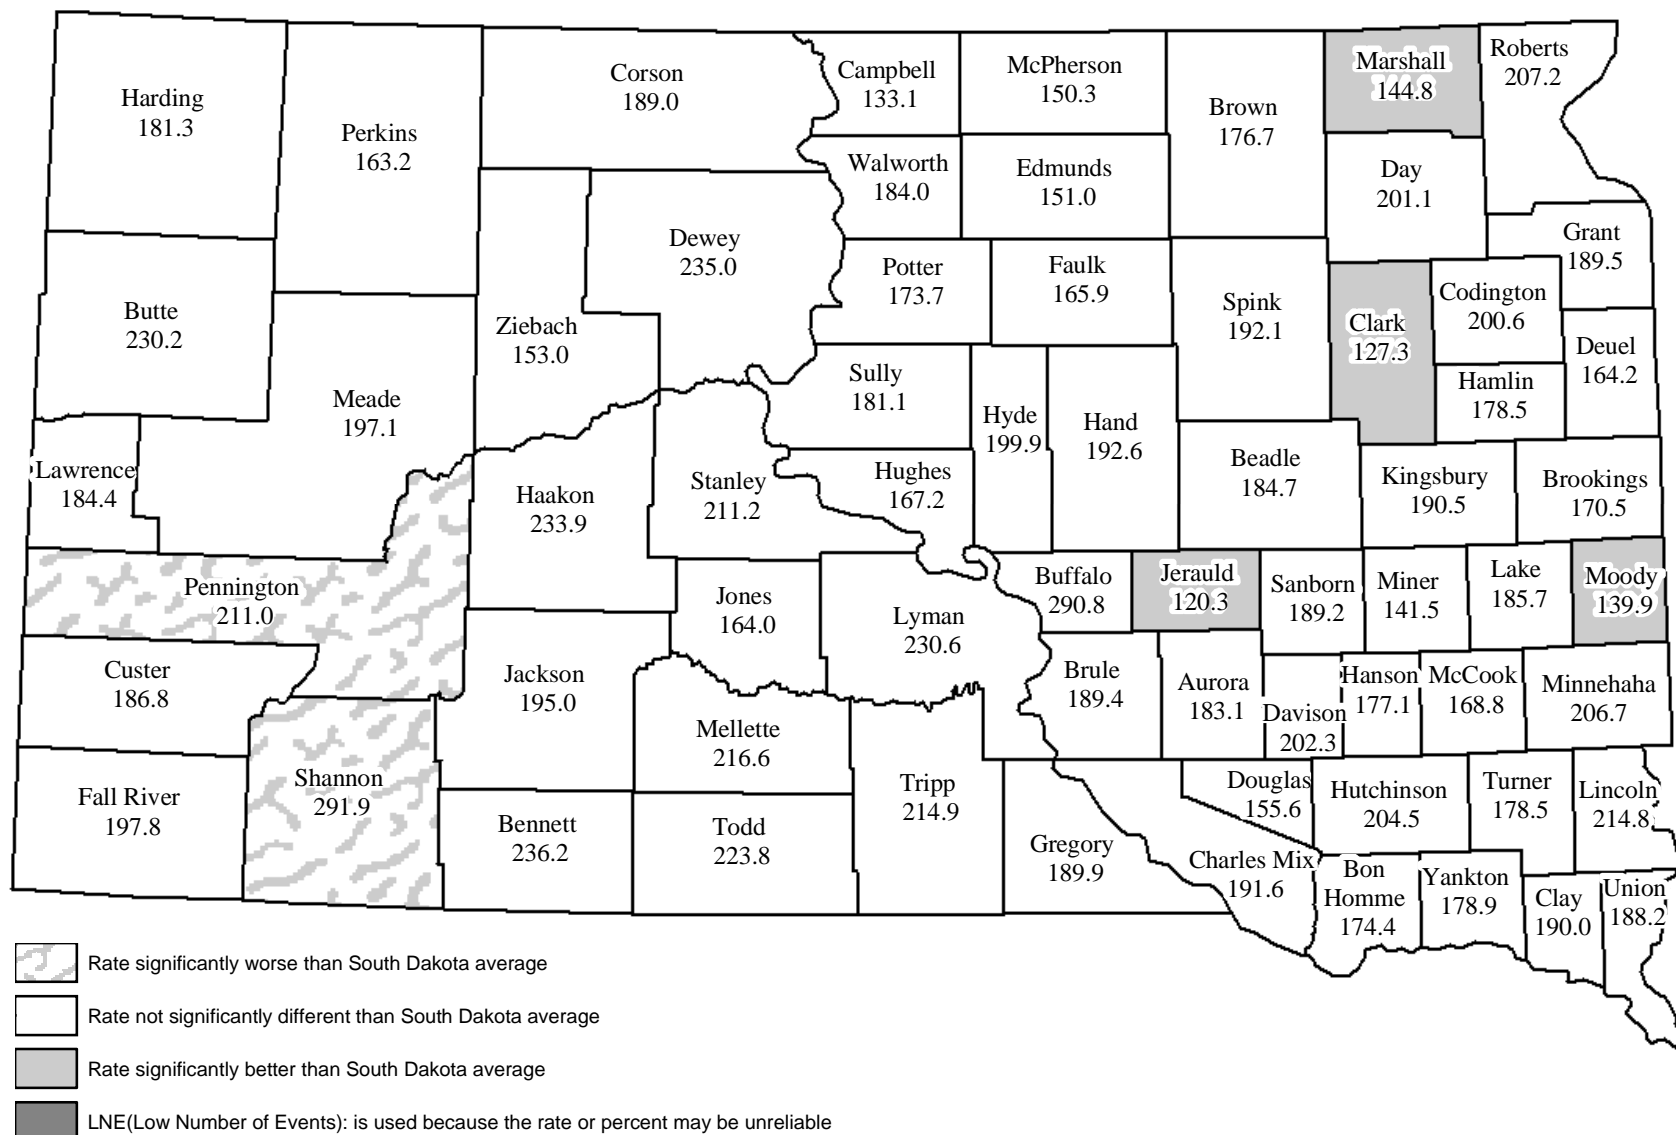 Harding
181.3
Perkins
163.2
Corson
189.0
Campbell
133.1
McPherson
150.3
Brown
176.7
Marshall
144.8
Roberts
207.2
Walworth
184.0
Edmunds
151.0
Day
201.1
Grant
189.5
Butte
230.2
Dewey
235.0
Potter
173.7
Faulk
165.9
Spink
192.1
Codington
200.6
Ziebach
153.0
Clark
127.3
Deuel
164.2
Meade
197.1
Sully
181.1
Hyde
199.9
Hand
192.6
Hamlin
178.5
Lawrence
184.4
Haakon
233.9
Stanley
211.2
Hughes
167.2
Beadle
184.7
Kingsbury
190.5
Brookings
170.5
Pennington
211.0
Jones
164.0
Lyman
230.6
Buffalo
290.8
Jerauld
120.3
Sanborn
189.2
Miner
141.5
Lake
185.7
Moody
139.9
Custer
186.8
Jackson
195.0
Mellette
216.6
Brule
189.4
Aurora
183.1
Davison
202.3
Hanson
177.1
McCook
168.8
Minnehaha
206.7
Fall River
197.8
Shannon
291.9
Bennett
236.2
Todd
223.8
Tripp
214.9
Gregory
189.9
Douglas
155.6
Charles Mix
191.6
Hutchinson
204.5
Turner
178.5
Lincoln
214.8
Bon
Homme
174.4
Yankton
178.9
Clay
190.0
Union
188.2
Rate significantly worse than South Dakota average
Rate not significantly different than South Dakota average
Rate significantly better than South Dakota average
LNE(Low Number of Events): is used because the rate or percent may be unreliable